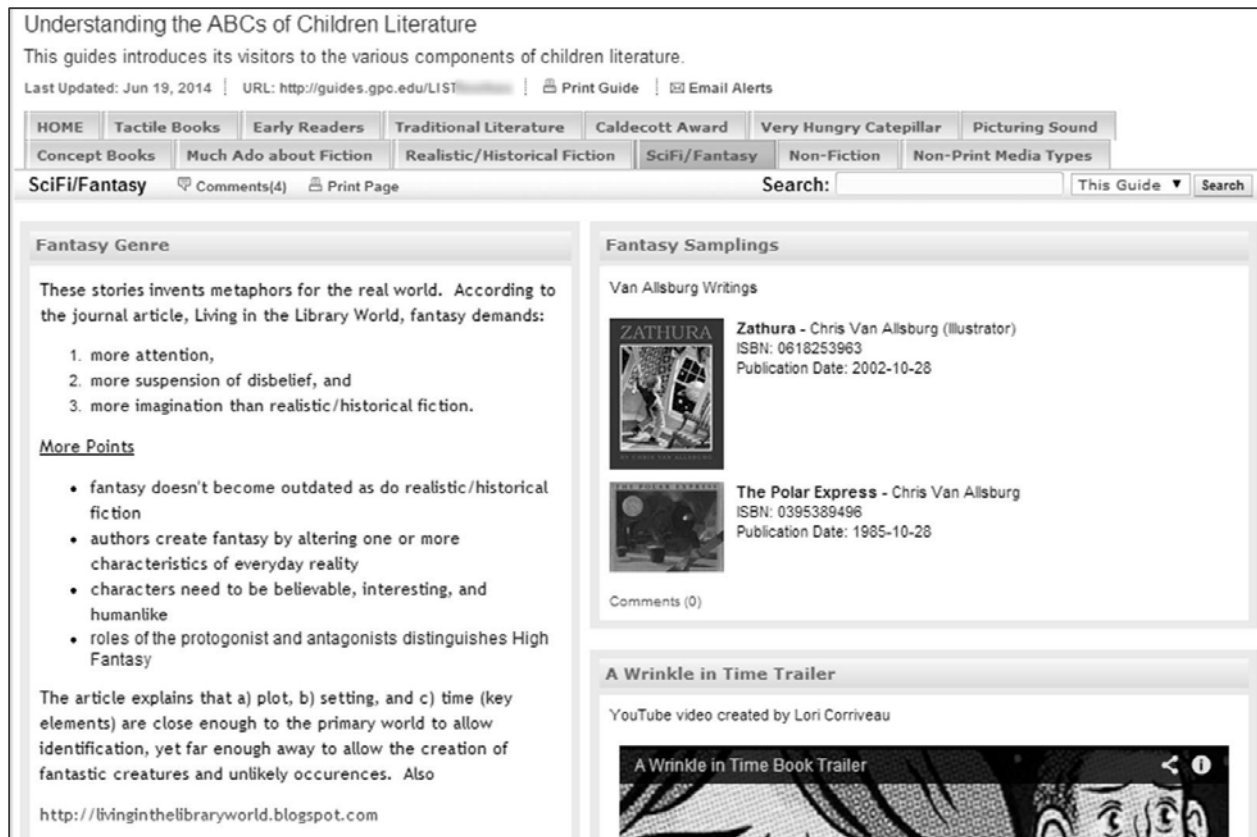 Understanding the ABCs of Children Literature
This guides introduces its visitors to the various components of children literature.
Last Updated: Jun 19, 2014 URL: http://guides.gpc.edu/LIST Print Guide Email Alerts
HOME Tactile Books Early Readers Traditional Literature Caldecott Award Very Hungry Catepillar Picturing Sound
Concept Books Much Ado about Fiction Realistic/Historical Fiction SciFi/Fantasy Non-Fiction Non-Print Media Types
SciFi/Fantasy Comments(4) Print Page Search: This Guide ▼ Search
Fantasy Genre
These stories invents metaphors for the real world. According to
the journal article, Living in the Library World, fantasy demands:
1. more attention,
2. more suspension of disbelief, and
3. more imagination than realistic/historical fiction.
More Points
• fantasy doesn't become outdated as do realistic/historical
fiction
• authors create fantasy by altering one or more
characteristics of everyday reality
• characters need to be believable, interesting, and
humanlike
• roles of the protogonist and antagonists distinguishes High
Fantasy
The article explains that a) plot, b) setting, and c) time (key
elements) are close enough to the primary world to allow
identification, yet far enough away to allow the creation of
fantastic creatures and unlikely occurences. Also
http://livinginthelibraryworld.blogspot.com
Fantasy Samplings
Van Allsburg Writings
ZATHURA
BY CHRIS VAN ALLSBURG
Zathura - Chris Van Allsburg (Illustrator)
ISBN: 0618253963
Publication Date: 2002-10-28
THE POLAR EXPRESS
The Polar Express - Chris Van Allsburg
ISBN: 0395389496
Publication Date: 1985-10-28
Comments (0)
A Wrinkle in Time Trailer
YouTube video created by Lori Corriveau
A Wrinkle in Time Book Trailer